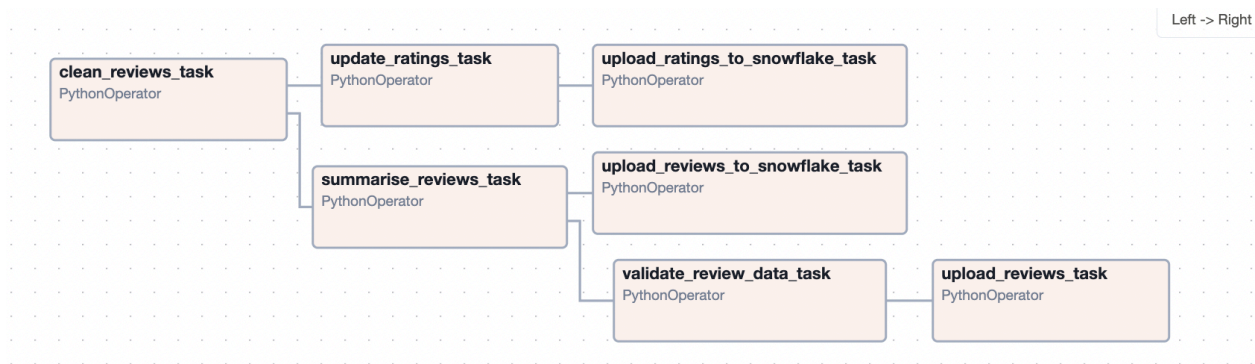 Left -> Right
clean_reviews_task
PythonOperator
update_ratings_task
PythonOperator
upload_ratings_to_snowflake_task
PythonOperator
summarise_reviews_task
PythonOperator
upload_reviews_to_snowflake_task
PythonOperator
validate_review_data_task
PythonOperator
upload_reviews_task
PythonOperator